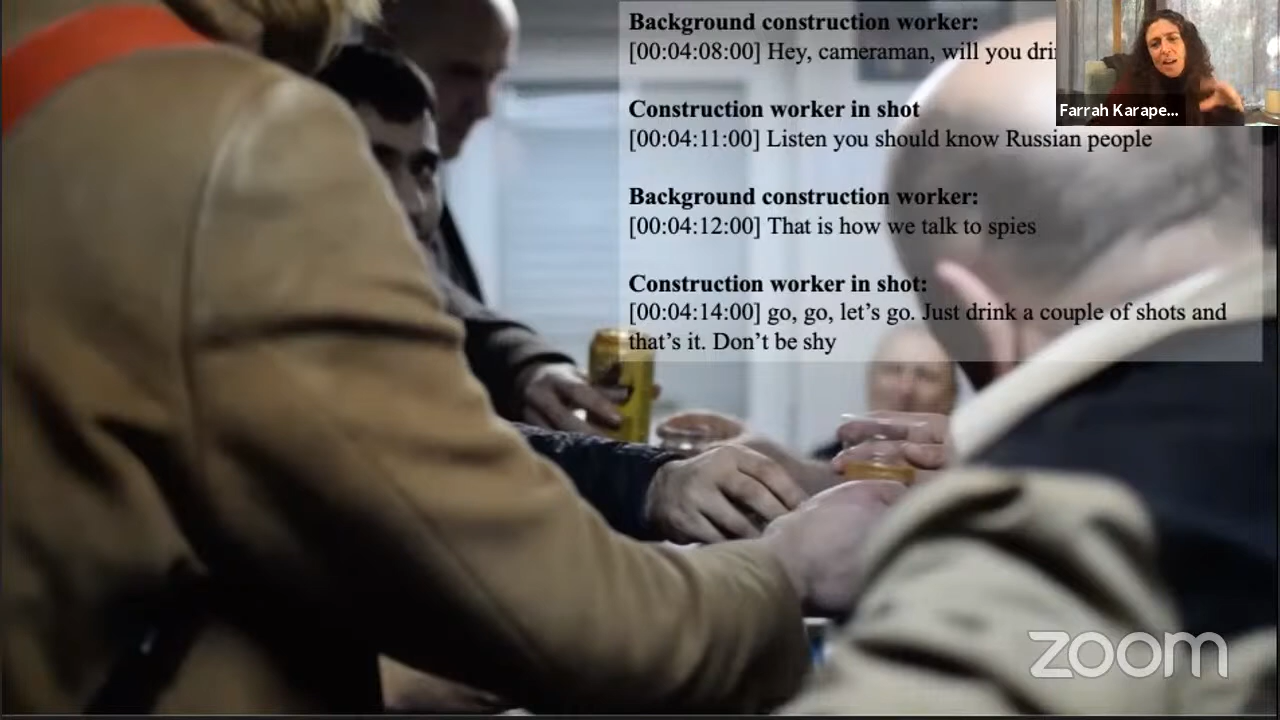 Background construction worker:
[00:04:08:00] Hey, cameraman, will you
Farrah Karape...
Construction worker in shot
[00:04:11:00] Listen you should know Russian people
Background construction worker:
[00:04:12:00] That is how we talk to spies
Construction worker in shot:
[00:04:14:00] go, go, let's go. Just drink a couple of shots and
that's it. Don't be shy
zoom